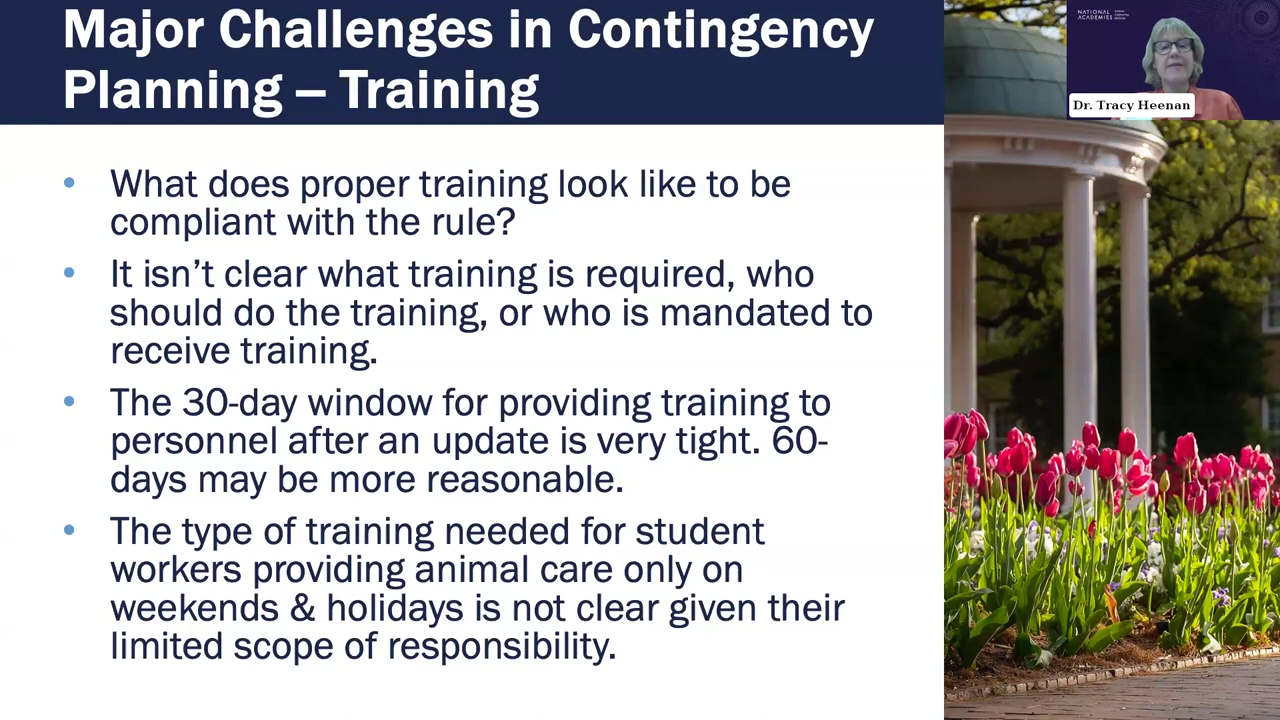 Major Challenges in Contingency
Planning – Training
NATIONAL
ACADEMIES
Dr. Tracy Heenan
• What does proper training look like to be
compliant with the rule?
• It isn’t clear what training is required, who
should do the training, or who is mandated to
receive training.
• The 30-day window for providing training to
personnel after an update is very tight. 60-
days may be more reasonable.
• The type of training needed for student
workers providing animal care only on
weekends & holidays is not clear given their
limited scope of responsibility.